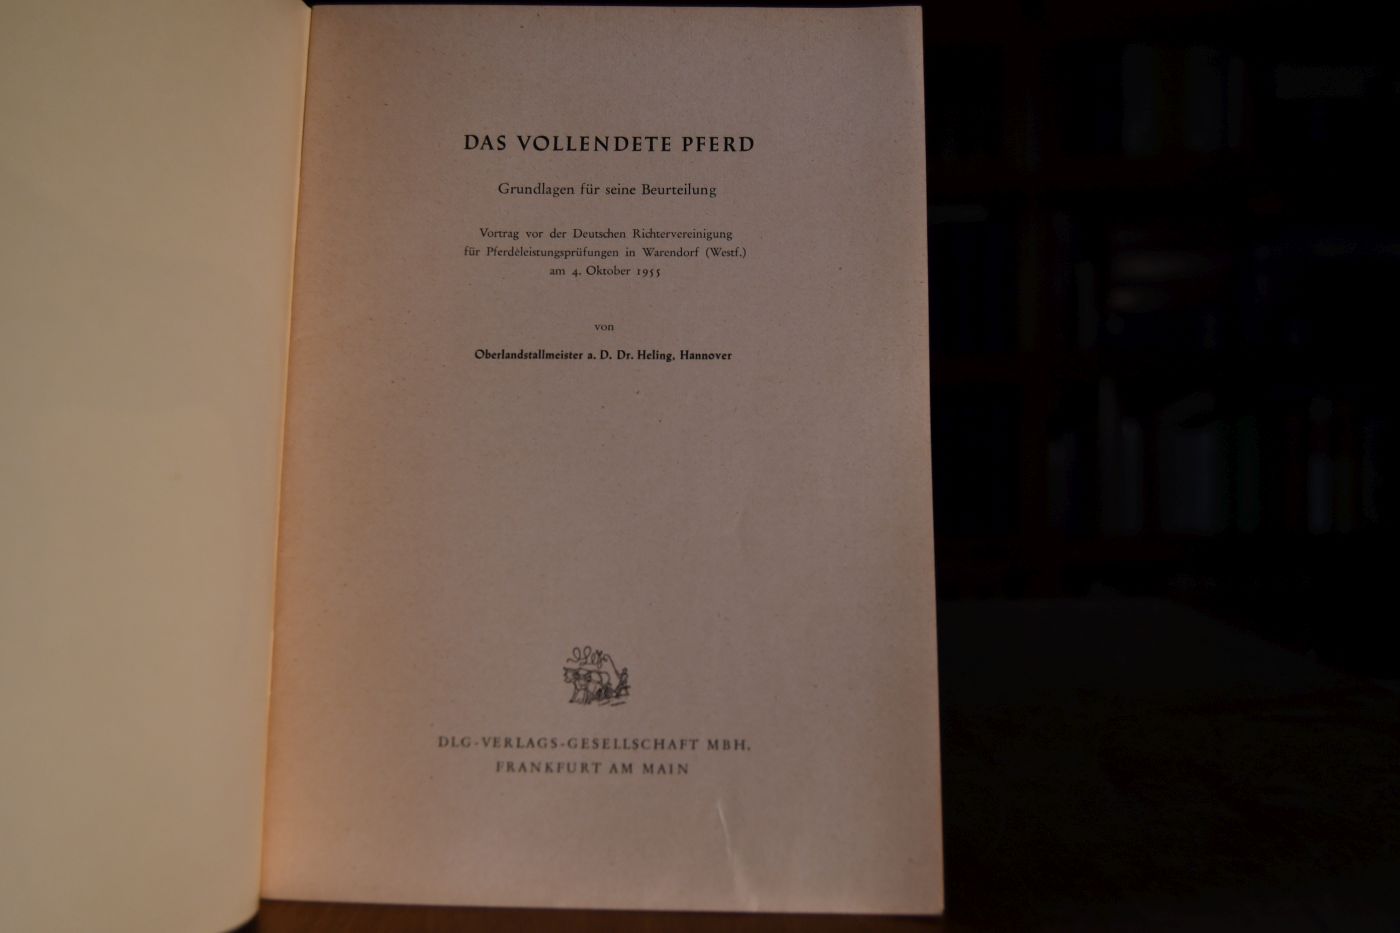 DAS VOLLENDETE PFERD
Grundlagen für seine Beurteilung
Vortrag vor der Deutschen Richtervereinigung
für Pferdeleistungsprüfungen in Warendorf (Westf.)
am 4. Oktober 1955
von
Oberlandstallmeister a. D. Dr. Heling, Hannover
DLG-VERLAGS-GESELLSCHAFT MBH.
FRANKFURT AM MAIN